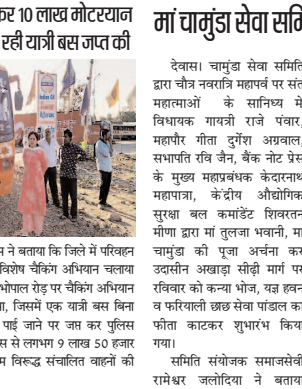 कर 10 लाख मोटरयान
रही यात्री बस जप्त की
स ने बताया कि जिले में परिवहन
विशेष चैकिंग अभियान चलाया
भोपाल रोड़ पर चैकिंग अभियान
ा, जिसमें एक यात्री बस बिना
पाई जाने पर जप्त कर पुलिस
स से लगभग 9 लाख 50 हजार
म विरूद्ध संचालित वाहनों की
मां चामुंडा सेवा समि
देवास। चामुंडा सेवा समिति
द्वारा चैत्र नवरात्रि महापर्व पर संत
महात्माओं के सानिध्य में
विधायक गायत्री राजे पंवार,
महापौर गीता दुर्गेश अग्रवाल,
सभापति रवि जैन, बैंक नोट प्रेस
के मुख्य महाप्रबंधक केदारनाथ
महापात्रा, केंद्रीय औद्योगिक
सुरक्षा बल कमांडेंट शिवरतन
मीणा द्वारा मां तुलजा भवानी, मा
चामुंडा की पूजा अर्चना कर
उदासीन अखाड़ा सीढ़ी मार्ग पर
रविवार को कन्या भोज, यज्ञ हवन
व फरियाली छाछ सेवा पांडाल का
फीता काटकर शुभारंभ किया
गया।
समिति संयोजक समाजसेवी
रामेश्वर जलोदिया ने बताया